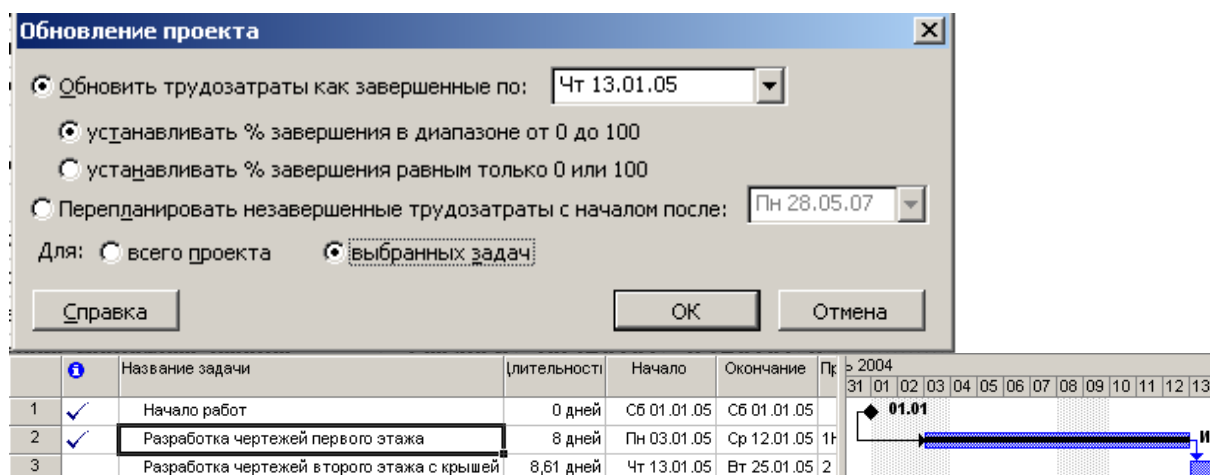 Обновление проекта
Обновить трудозатраты как завершенные по: Чт 13.01.05
устанавливать % завершения в диапазоне от 0 до 100
устанавливать % завершения равным только 0 или 100
Перепланировать незавершенные трудозатраты с началом после: Пн 28.05.07
Для: всего проекта выбранных задач
Справка ОК Отмена
Название задачи длительность Начало Окончание Пр ь 2004
31 01 02 03 04 05 06 07 08 09 10 11 12 13
1 Начало работ 0 дней Сб 01.01.05 Сб 01.01.05 01.01
2 Разработка чертежей первого этажа 8 дней Пн 03.01.05 Ср 12.01.05 1Н И
3 Разработка чертежей второго этажа с крышей 8,61 дней Чт 13.01.05 Вт 25.01.05 2